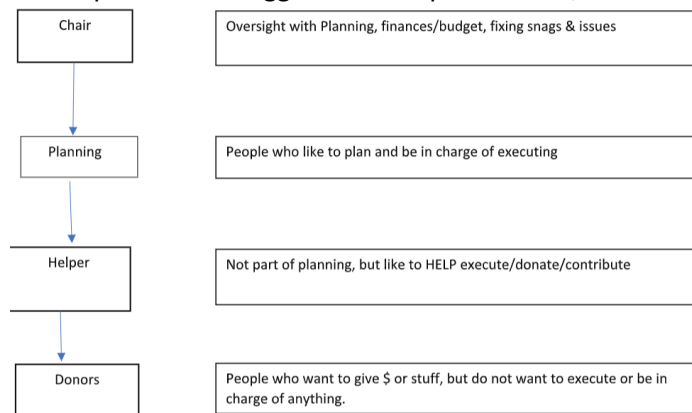 Chair
Oversight with Planning, finances/budget, fixing snags & issues
Planning
People who like to plan and be in charge of executing
Helper
Not part of planning, but like to HELP execute/donate/contribute
Donors
People who want to give $ or stuff, but do not want to execute or be in
charge of anything.